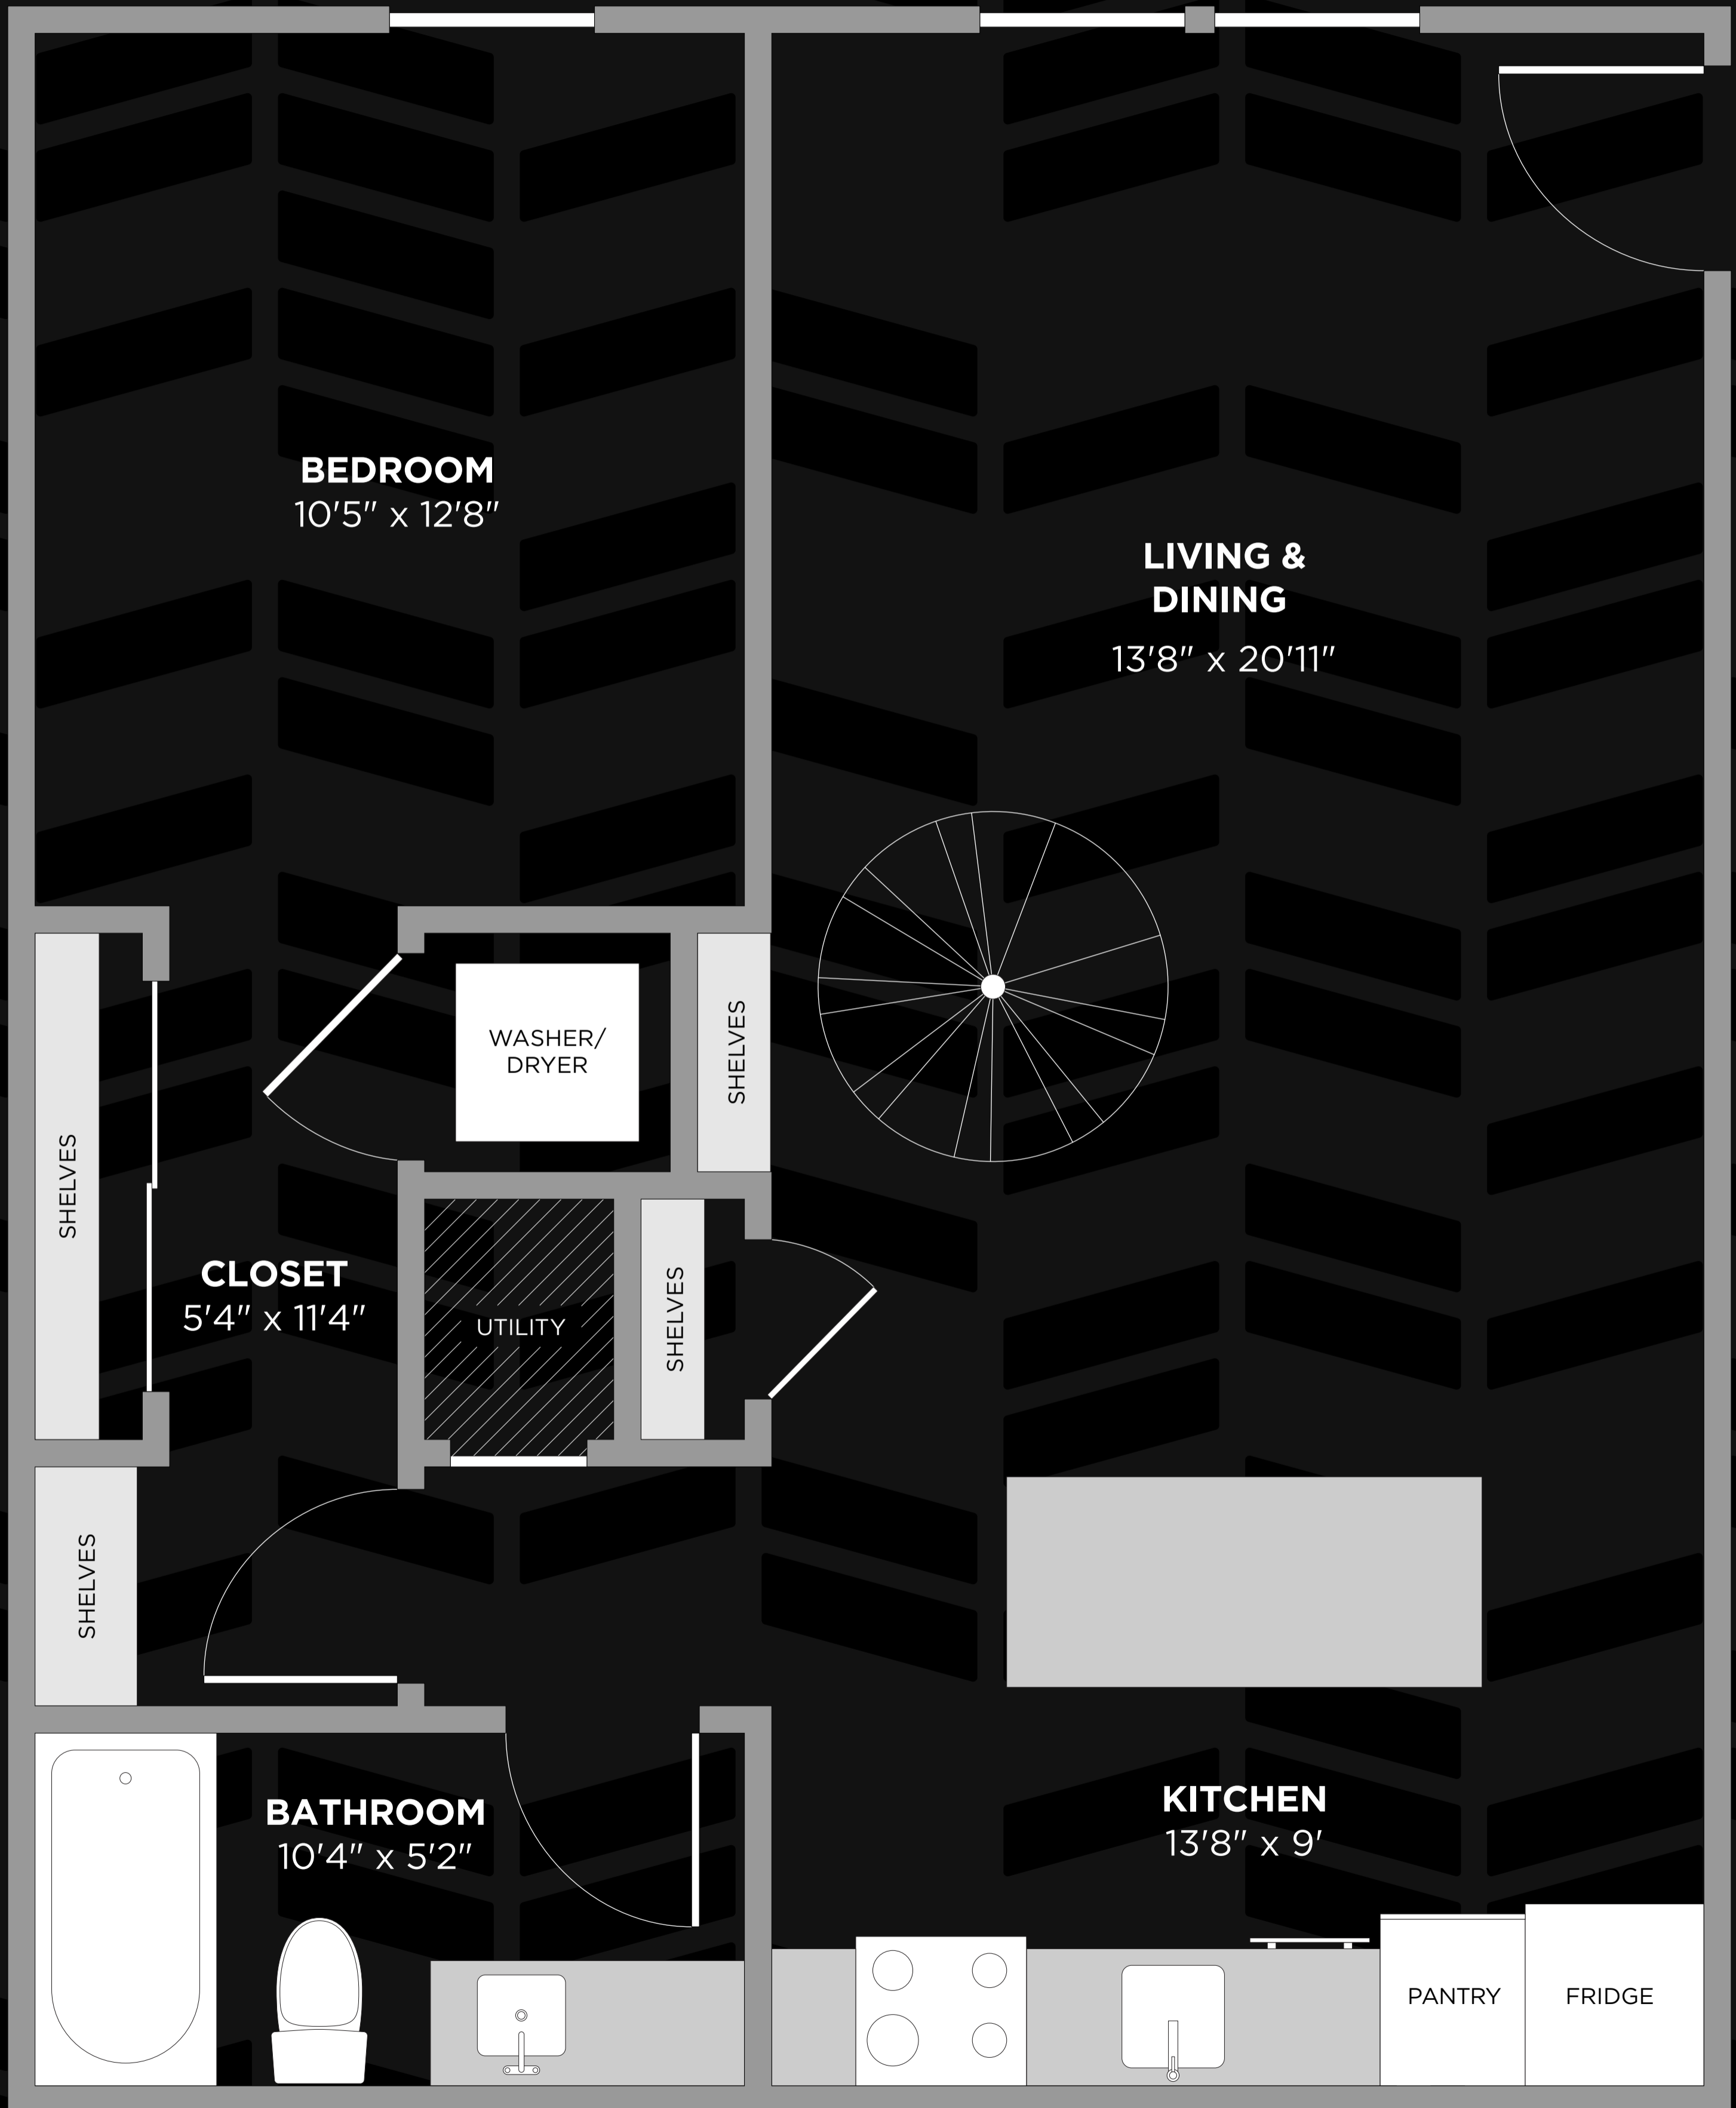 BEDROOM
10'5" x 12'8"
LIVING &
DINING
13'8" x 20'11"
WASHER/
DRYER
SHELVES
SHELVES
CLOSET
5'4" x 11'4"
UTILITY
SHELVES
SHELVES
BATHROOM
10'4" x 5'2"
KITCHEN
13'8" x 9'
PANTRY
FRIDGE